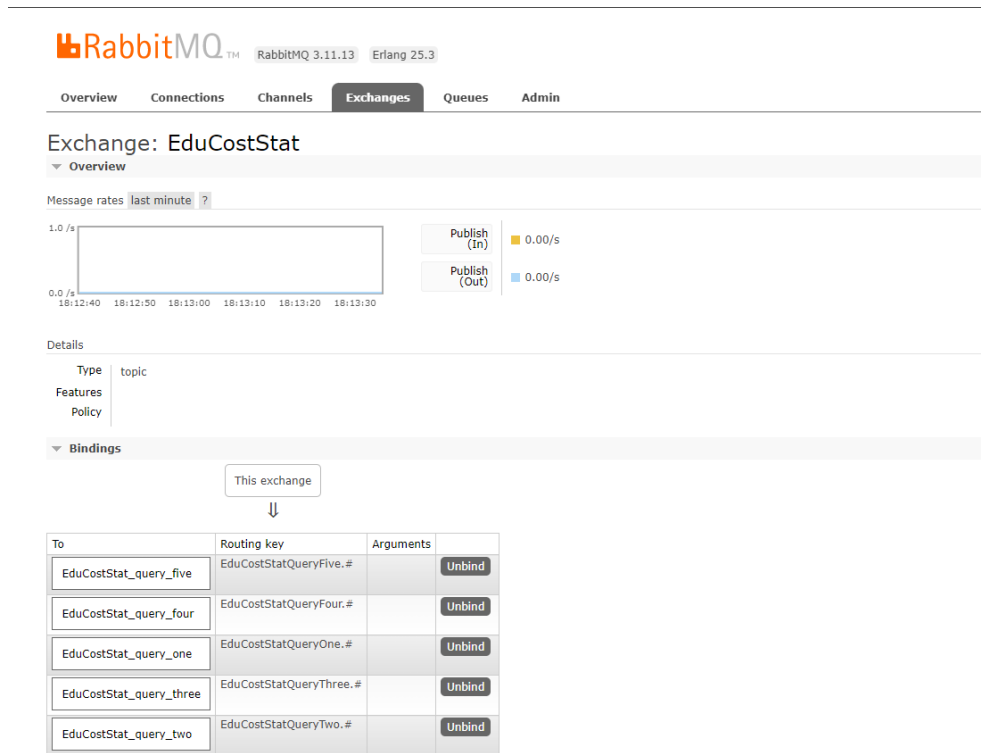 RabbitMQ TM RabbitMQ 3.11.13 Erlang 25.3
Overview Connections Channels Exchanges Queues Admin
Exchange: EduCostStat
Overview
Message rates last minute ?
1.0 /s
0.0 /s
18:12:40 18:12:50 18:13:00 18:13:10 18:13:20 18:13:30
Publish
(In)
0.00/s
Publish
(Out)
0.00/s
Details
Type topic
Features
Policy
Bindings
This exchange
⇓
To Routing key Arguments
EduCostStat_query_five EduCostStatQueryFive.# Unbind
EduCostStat_query_four EduCostStatQueryFour.# Unbind
EduCostStat_query_one EduCostStatQueryOne.# Unbind
EduCostStat_query_three EduCostStatQueryThree.# Unbind
EduCostStat_query_two EduCostStatQueryTwo.# Unbind